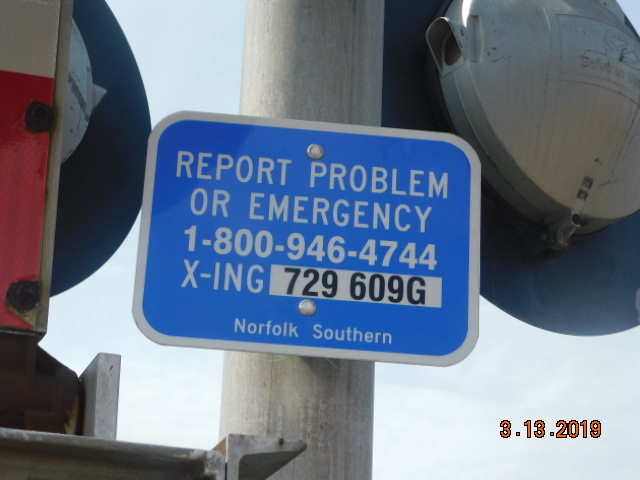 REPORT PROBLEM
OR EMERGENCY
1-800-946-4744
X-ING 729 609G
Norfolk Southern
3.13.2019